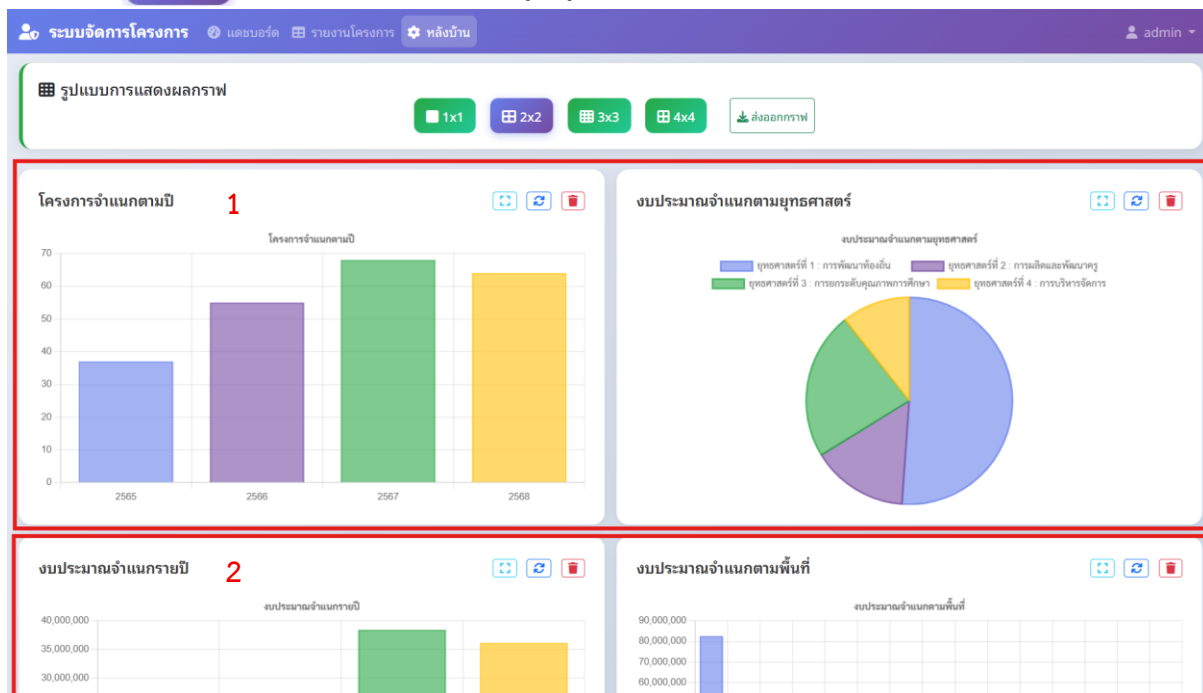 ระบบจัดการโครงการ แดชบอร์ด รายงานโครงการ หลังบ้าน admin
รูปแบบการแสดงผลกราฟ
1x1 2x2 3x3 4x4 ส่งออกกราฟ
โครงการจำแนกตามปี 1
โครงการจำแนกตามปี
70
60
50
40
30
20
10
0
2565 2566 2567 2568
งบประมาณจำแนกตามยุทธศาสตร์
งบประมาณจำแนกตามยุทธศาสตร์
ยุทธศาสตร์ที่ 1 : การพัฒนาท้องถิ่น ยุทธศาสตร์ที่ 2 : การผลิตและพัฒนาครู
ยุทธศาสตร์ที่ 3 : การยกระดับคุณภาพการศึกษา ยุทธศาสตร์ที่ 4 : การบริหารจัดการ
งบประมาณจำแนกรายปี 2
งบประมาณจำแนกรายปี
40,000,000
35,000,000
30,000,000
งบประมาณจำแนกตามพื้นที่
งบประมาณจำแนกตามพื้นที่
90,000,000
80,000,000
70,000,000
60,000,000